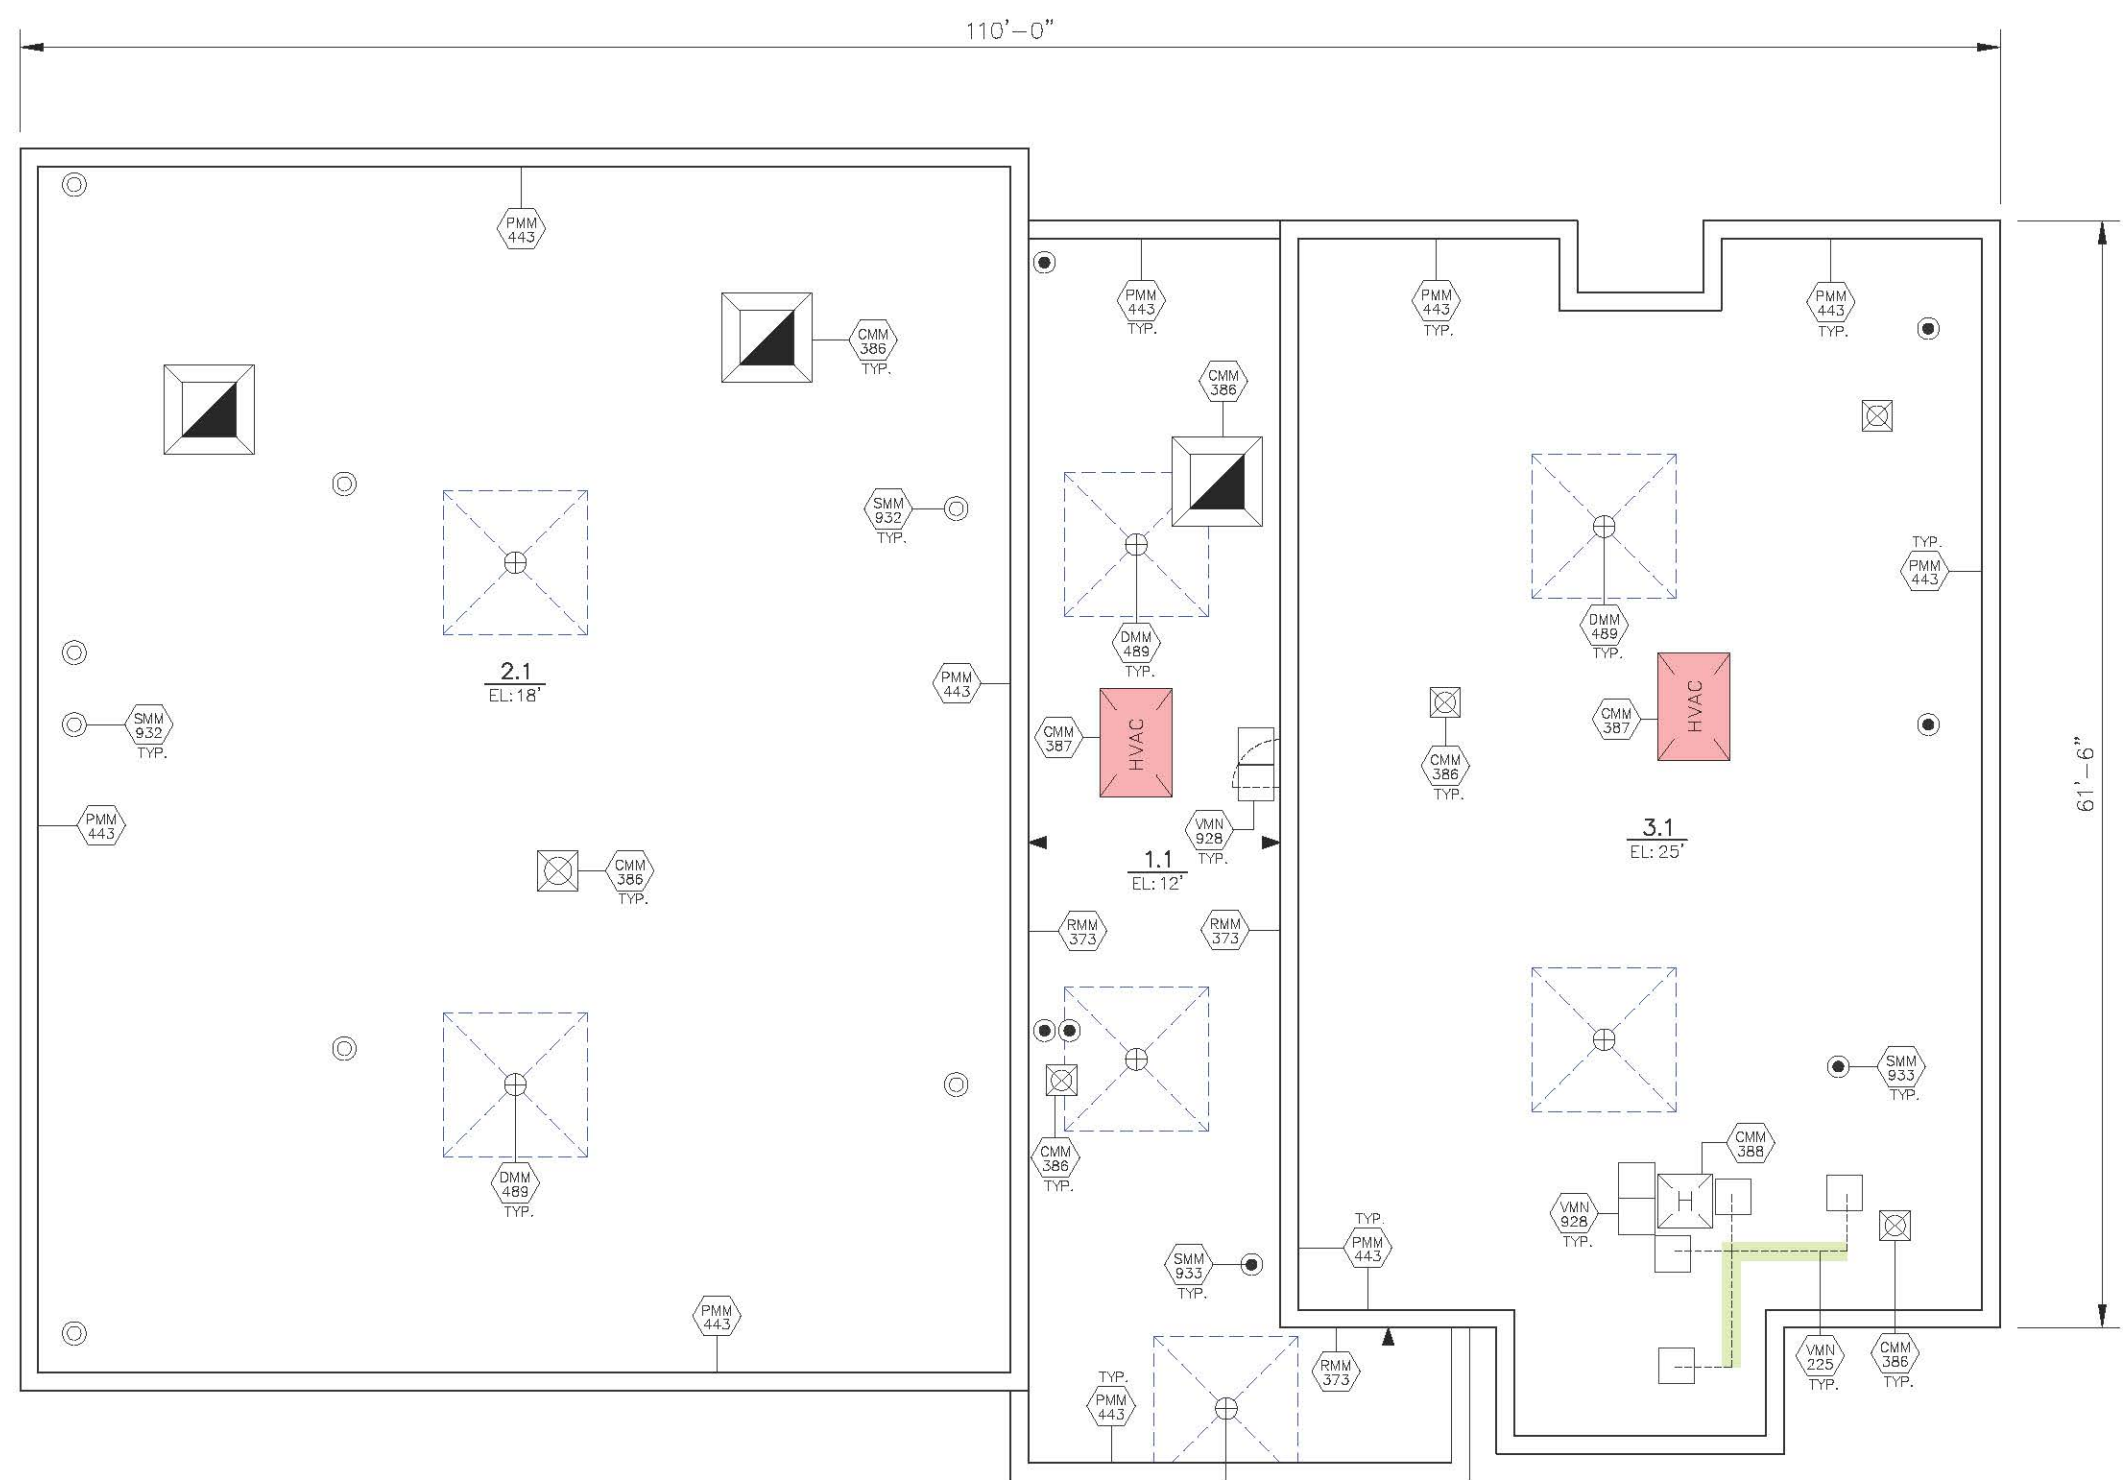 110'-0"
PMM
443
PMM
443
TYP.
PMM
443
TYP.
PMM
443
TYP.
CMM
386
TYP.
CMM
386
SMM
932
TYP.
TYP.
PMM
443
DMM
489
TYP.
DMM
489
TYP.
2.1
EL: 18'
PMM
443
SMM
932
TYP.
CMM
387
HVAC
CMM
387
HVAC
CMM
386
TYP.
61'-6"
PMM
443
VMN
928
TYP.
3.1
EL: 25'
CMM
386
TYP.
1.1
EL: 12'
RMM
373
RMM
373
SMM
933
TYP.
CMM
386
TYP.
CMM
388
DMM
489
TYP.
VMN
928
TYP.
H
TYP.
PMM
443
SMM
933
TYP.
PMM
443
RMM
373
VMN
225
TYP.
CMM
386
TYP.
TYP.
PMM
443